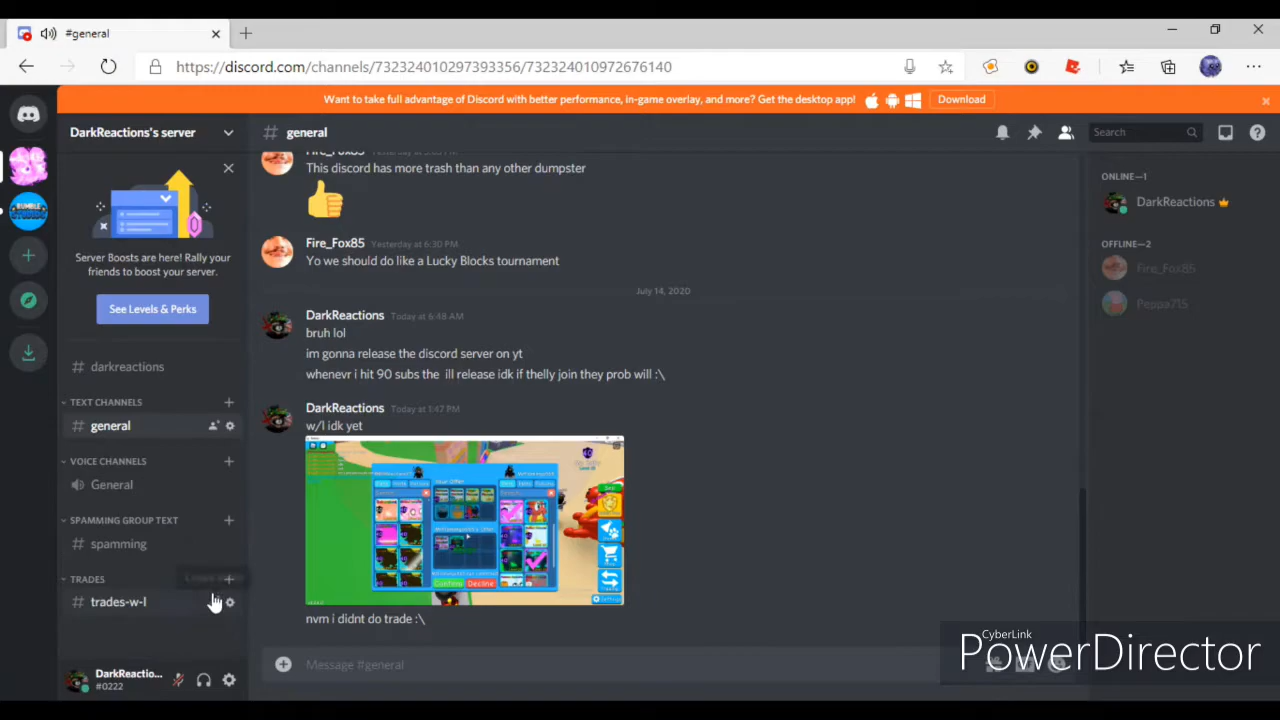 #general
https://discord.com/channels/732324010297393356/732324010972676140
Want to take full advantage of Discord with better performance, in-game overlay, and more? Get the desktop app!
Download
DarkReactions's server
# general
Search
Server Boosts are here! Rally your
friends to boost your server.
See Levels & Perks
# darkreactions
TEXT CHANNELS
# general
VOICE CHANNELS
General
SPAMMING GROUP TEXT
# spamming
TRADES
# trades-w-l
DarkReactio...
#0222
Fire_Fox85
This discord has more trash than any other dumpster
Fire_Fox85 Yesterday at 6:30 PM
Yo we should do like a Lucky Blocks tournament
July 14, 2020
DarkReactions Today at 6:48 AM
bruh lol
im gonna release the discord server on yt
whenevr i hit 90 subs the ill release idk if thelly join they prob will :\
DarkReactions Today at 1:47 PM
w/l idk yet
Confirm Decline
nvm i didnt do trade :\
Message #general
ONLINE—1
DarkReactions
OFFLINE—2
Fire_Fox85
Peppa715
BUMBLE
STUDIOS
CyberLink
PowerDirector